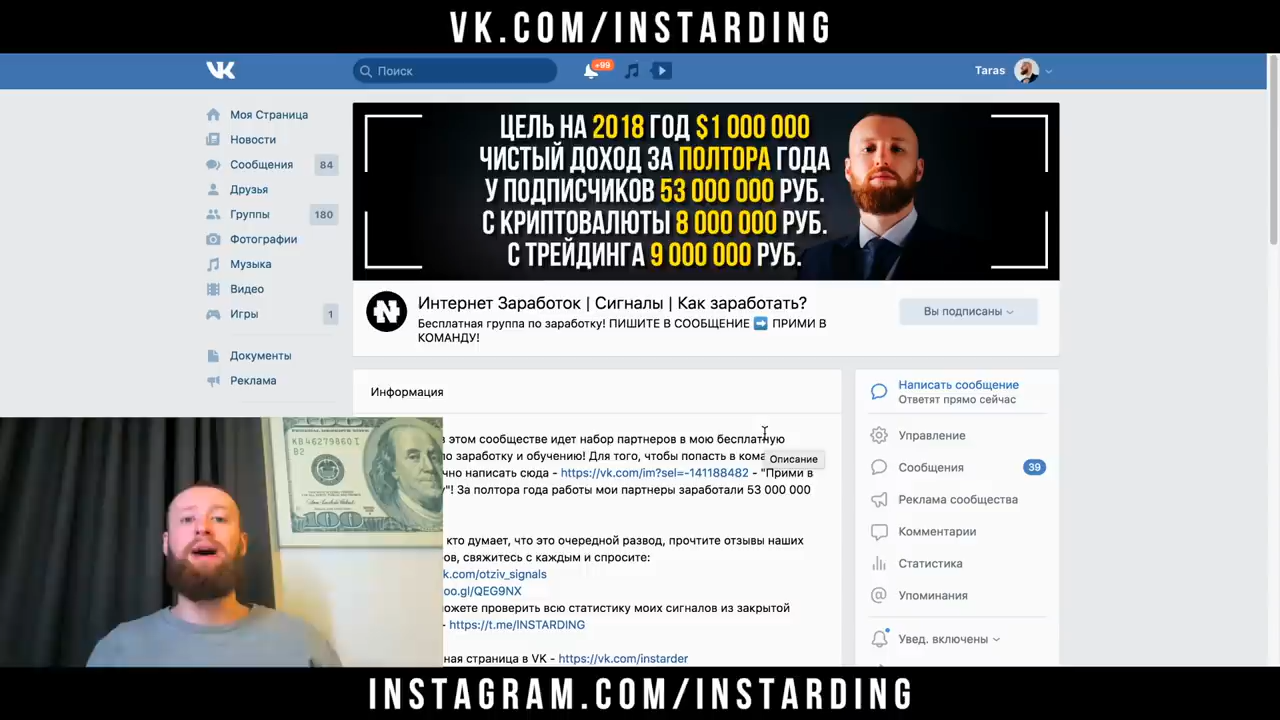 VK.COM/INSTARDING
Поиск
+99
Taras
Моя Страница
Новости
Сообщения 84
Друзья
Группы 180
Фотографии
Музыка
Видео
Игры 1
Документы
Реклама
ЦЕЛЬ НА 2018 ГОД $1 000 000
ЧИСТЫЙ ДОХОД ЗА ПОЛТОРА ГОДА
У ПОДПИСЧИКОВ 53 000 000 РУБ.
С КРИПТОВАЛЮТЫ 8 000 000 РУБ.
С ТРЕЙДИНГА 9 000 000 РУБ.
Интернет Заработок | Сигналы | Как заработать?
Бесплатная группа по заработку! ПИШИТЕ В СООБЩЕНИЕ ➡ ПРИМИ В
КОМАНДУ!
Вы подписаны
Информация
в этом сообществе идет набор партнеров в мою бесплатную
по заработку и обучению! Для того, чтобы попасть в кома
Описание
чно написать сюда - https://vk.com/im?sel=-141188482 - "Прими в
"! За полтора года работы мои партнеры заработали 53 000 000
кто думает, что это очередной развод, прочтите отзывы наших
ов, свяжитесь с каждым и спросите:
k.com/otziv_signals
oo.gl/QEG9NX
ожете проверить всю статистику моих сигналов из закрытой
- https://t.me/INSTARDING
ная страница в VK - https://vk.com/instarder
Написать сообщение
Ответят прямо сейчас
Управление
Сообщения 39
Реклама сообщества
Комментарии
Статистика
Упоминания
Увед. включены
KB46279860I
B2
100
100
INSTAGRAM.COM/INSTARDING